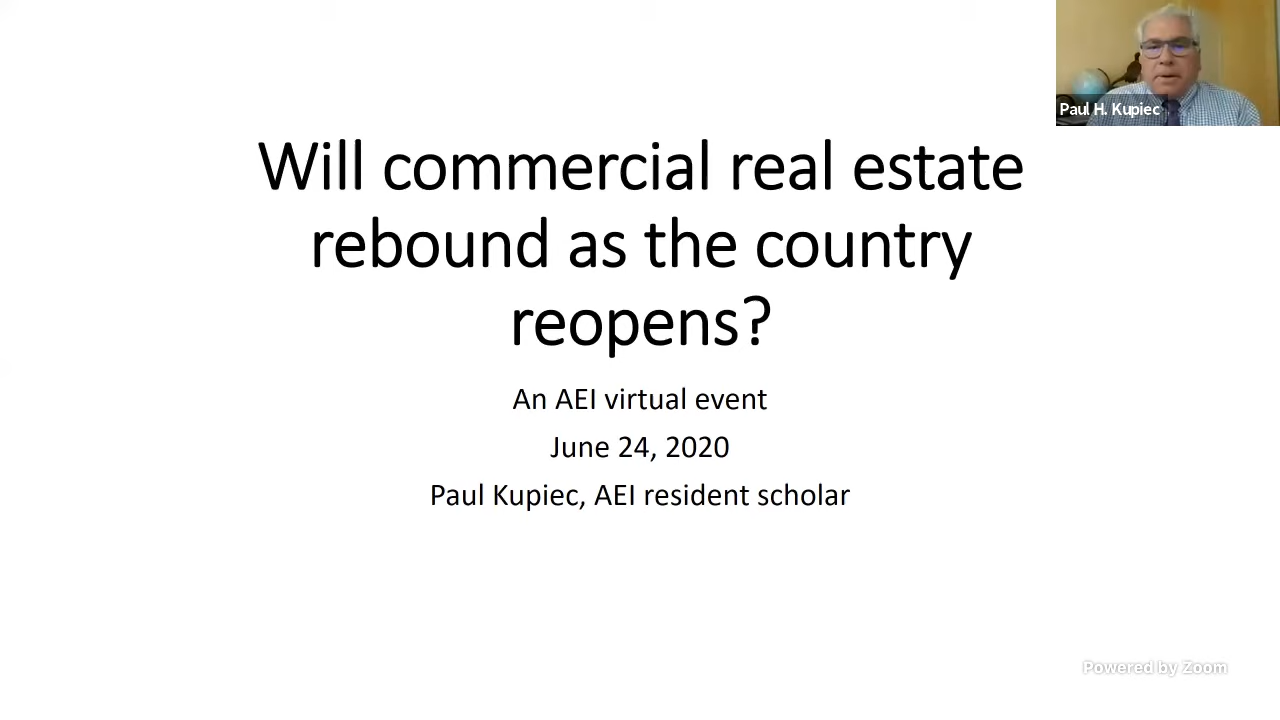 Paul H. Kupiec
Will commercial real estate
rebound as the country
reopens?
An AEI virtual event
June 24, 2020
Paul Kupiec, AEI resident scholar
Powered by Zoom